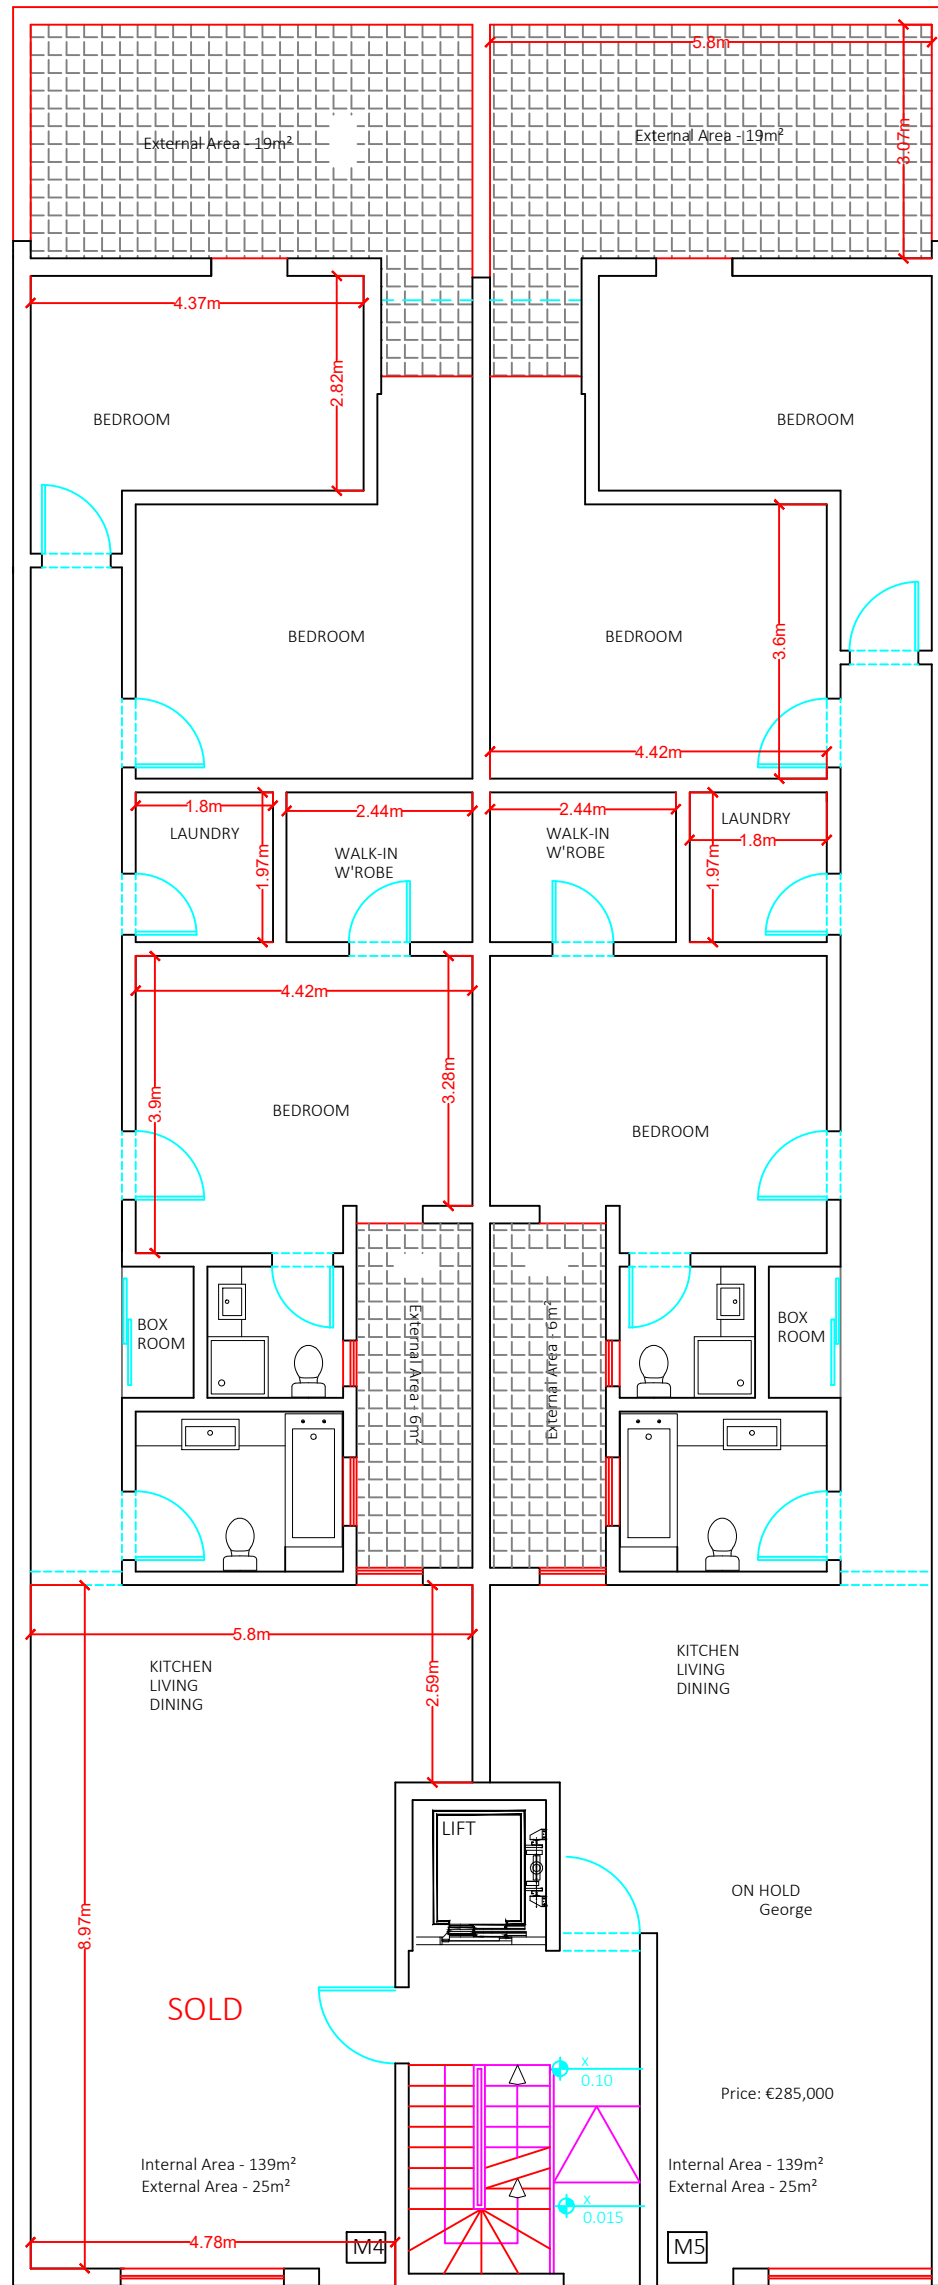 5.8m
External Area - 19m²
External Area - 19m²
3.07m
4.37m
2.82m
BEDROOM
BEDROOM
3.6m
BEDROOM
BEDROOM
4.42m
1.8m
2.44m
2.44m
LAUNDRY
1.97m
WALK-IN
W'ROBE
WALK-IN
W'ROBE
1.97m
LAUNDRY
1.8m
4.42m
3.28m
3.9m
BEDROOM
BEDROOM
BOX
ROOM
External Area - 6m²
External Area - 6m²
BOX
ROOM
5.8m
2.59m
KITCHEN
LIVING
DINING
KITCHEN
LIVING
DINING
LIFT
8.97m
ON HOLD
George
SOLD
x
0.10
Price: €285,000
Internal Area - 139m²
External Area - 25m²
Internal Area - 139m²
External Area - 25m²
x
0.015
4.78m
M4
M5